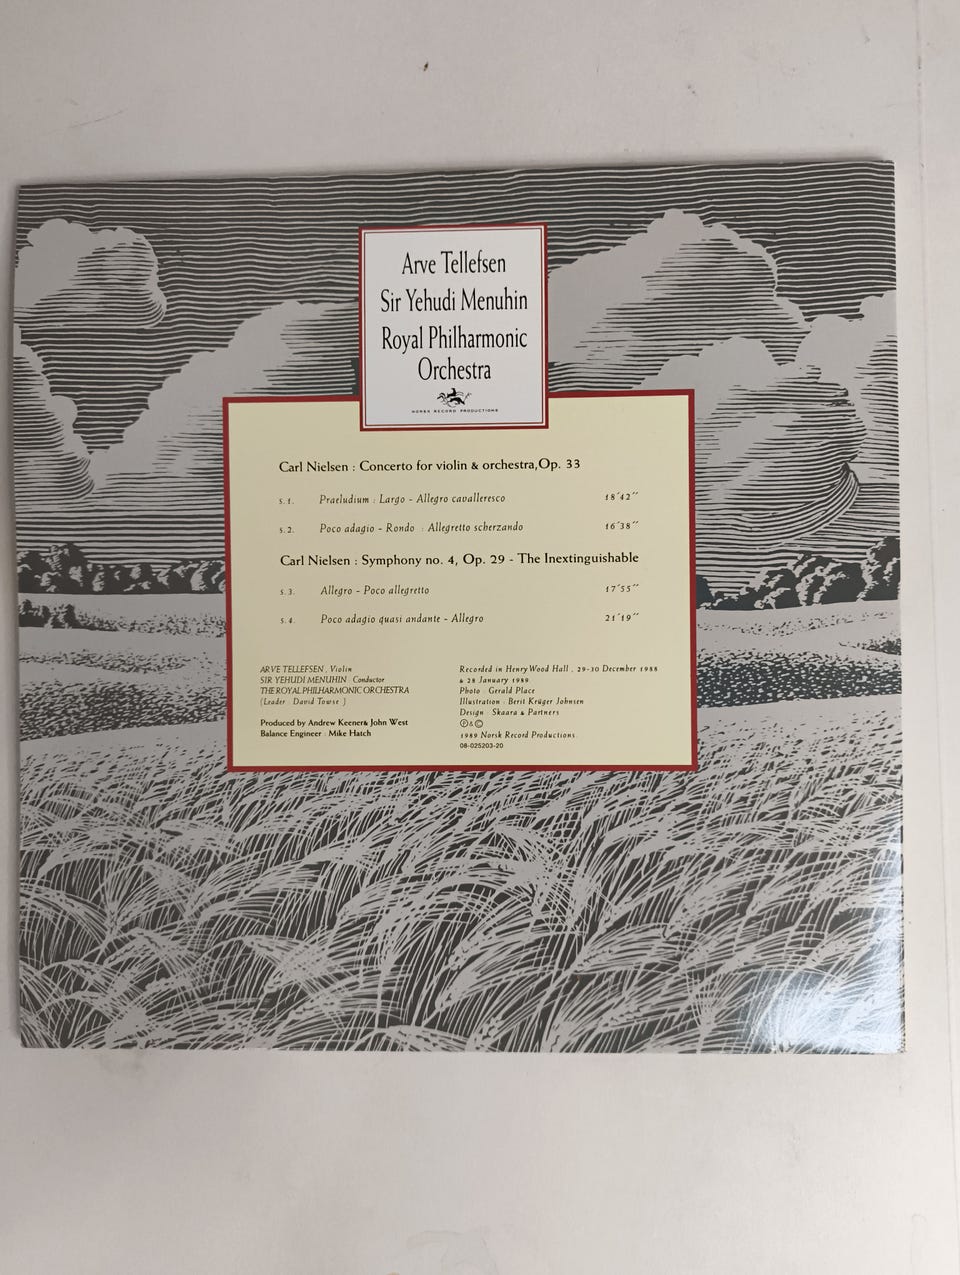 Arve Tellefsen
Sir Yehudi Menuhin
Royal Philharmonic
Orchestra
NORSK RECORD PRODUCTIONS
Carl Nielsen : Concerto for violin & orchestra,Op. 33
S. 1. Praeludium : Largo - Allegro cavalleresco 18´42´´
S. 2. Poco adagio - Rondo : Allegretto scherzando 16´38´´
Carl Nielsen : Symphony no. 4, Op. 29 - The Inextinguishable
S. 3. Allegro - Poco allegretto 17´55´´
S. 4. Poco adagio quasi andante - Allegro 21´19´´
ARVE TELLEFSEN , Violin
SIR YEHUDI MENUHIN : Conductor
THE ROYAL PHILHARMONIC ORCHESTRA
(Leader : David Towse )
Produced by Andrew Keener& John West
Balance Engineer : Mike Hatch
Recorded in Henry Wood Hall , 29-30 December 1988
& 28 January 1989
Photo : Gerald Place
Illustration : Berit Krüger Johnsen
Design : Skaara & Partners
℗&©
1989 Norsk Record Productions
08-025203-20